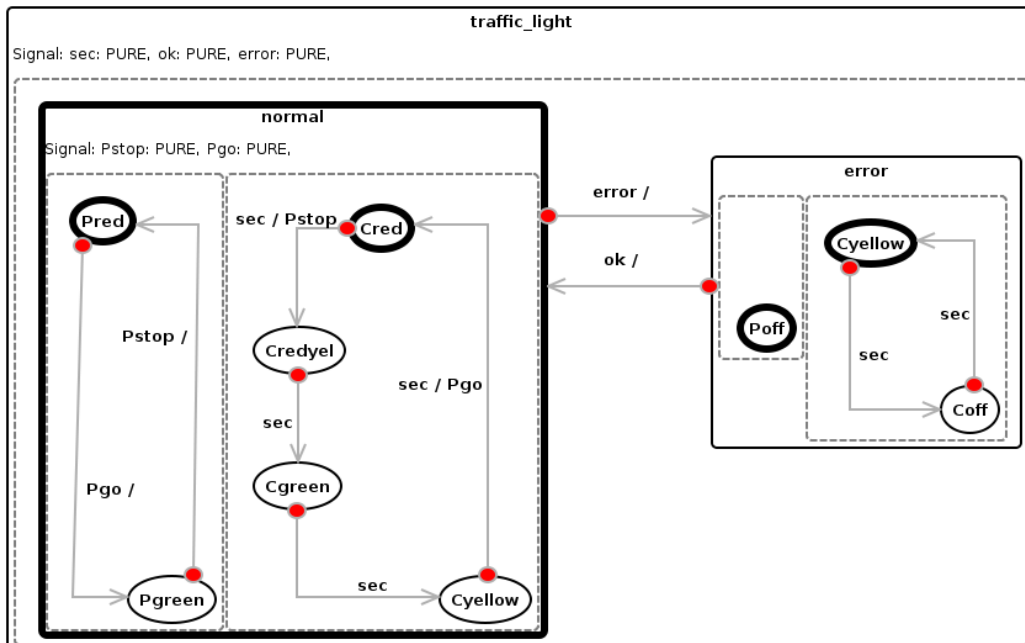 traffic_light
Signal: sec: PURE, ok: PURE, error: PURE,
normal
Signal: Pstop: PURE, Pgo: PURE,
Pred
Pstop /
Pgo /
Pgreen
sec / Pstop
Cred
Credyel
sec
Cgreen
sec
Cyellow
sec / Pgo
error /
ok /
error
Poff
Cyellow
sec
sec
Coff